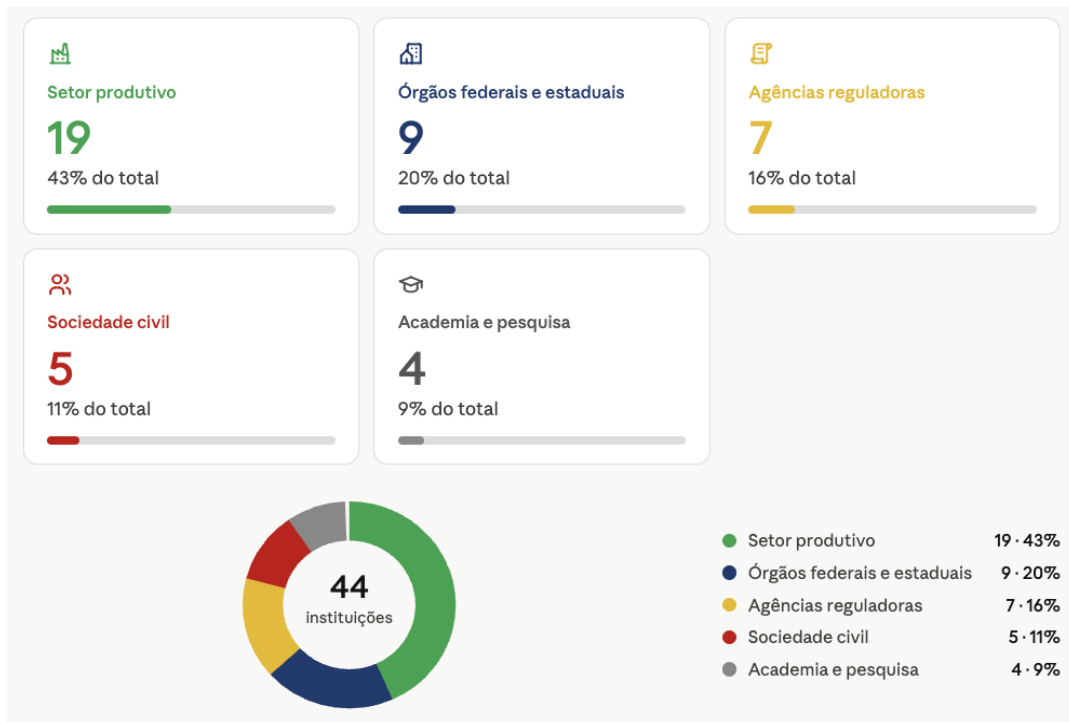 Setor produtivo
19
43% do total
Órgãos federais e estaduais
9
20% do total
Agências reguladoras
7
16% do total
Sociedade civil
5
11% do total
Academia e pesquisa
4
9% do total
44
instituições
Setor produtivo 19 · 43%
Órgãos federais e estaduais 9 · 20%
Agências reguladoras 7 · 16%
Sociedade civil 5 · 11%
Academia e pesquisa 4 · 9%